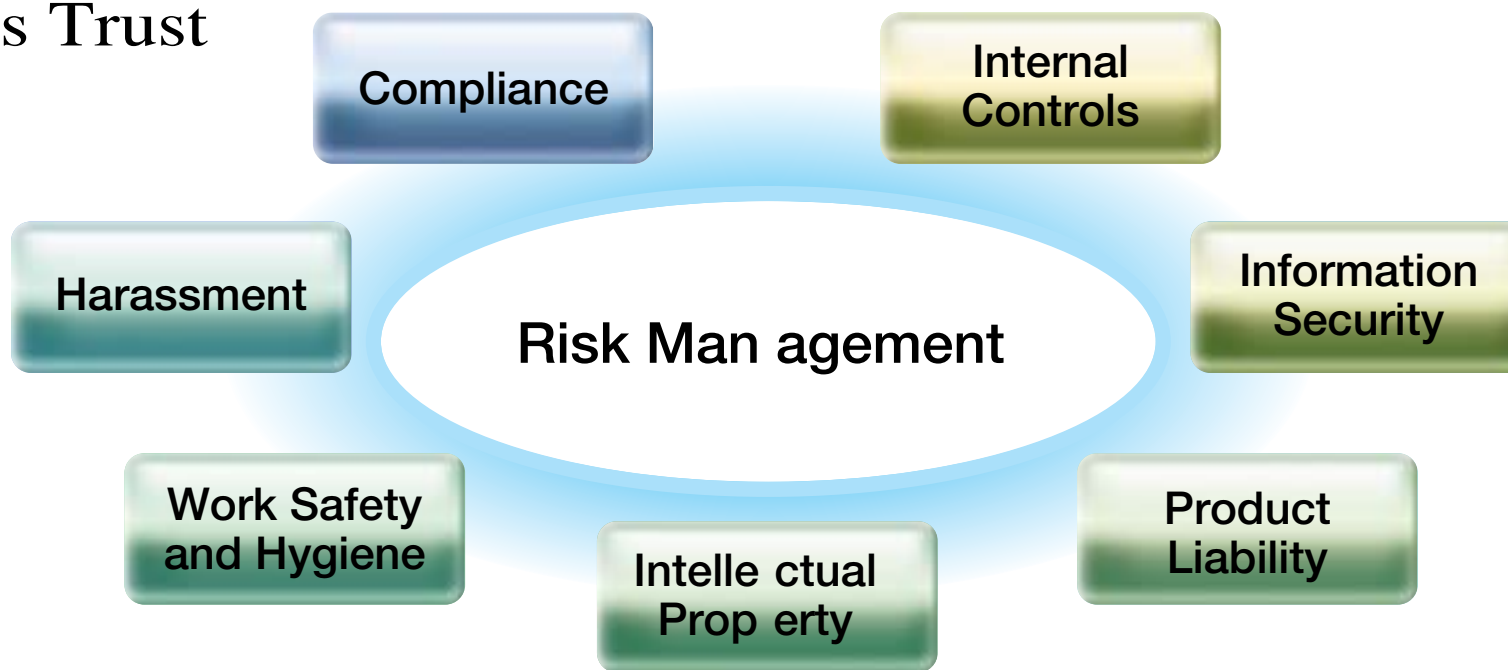 s Trust
Compliance
Internal
Controls
Harassment
Information
Security
Risk Man agement
Work Safety
and Hygiene
Product
Liability
Intelle ctual
Prop erty